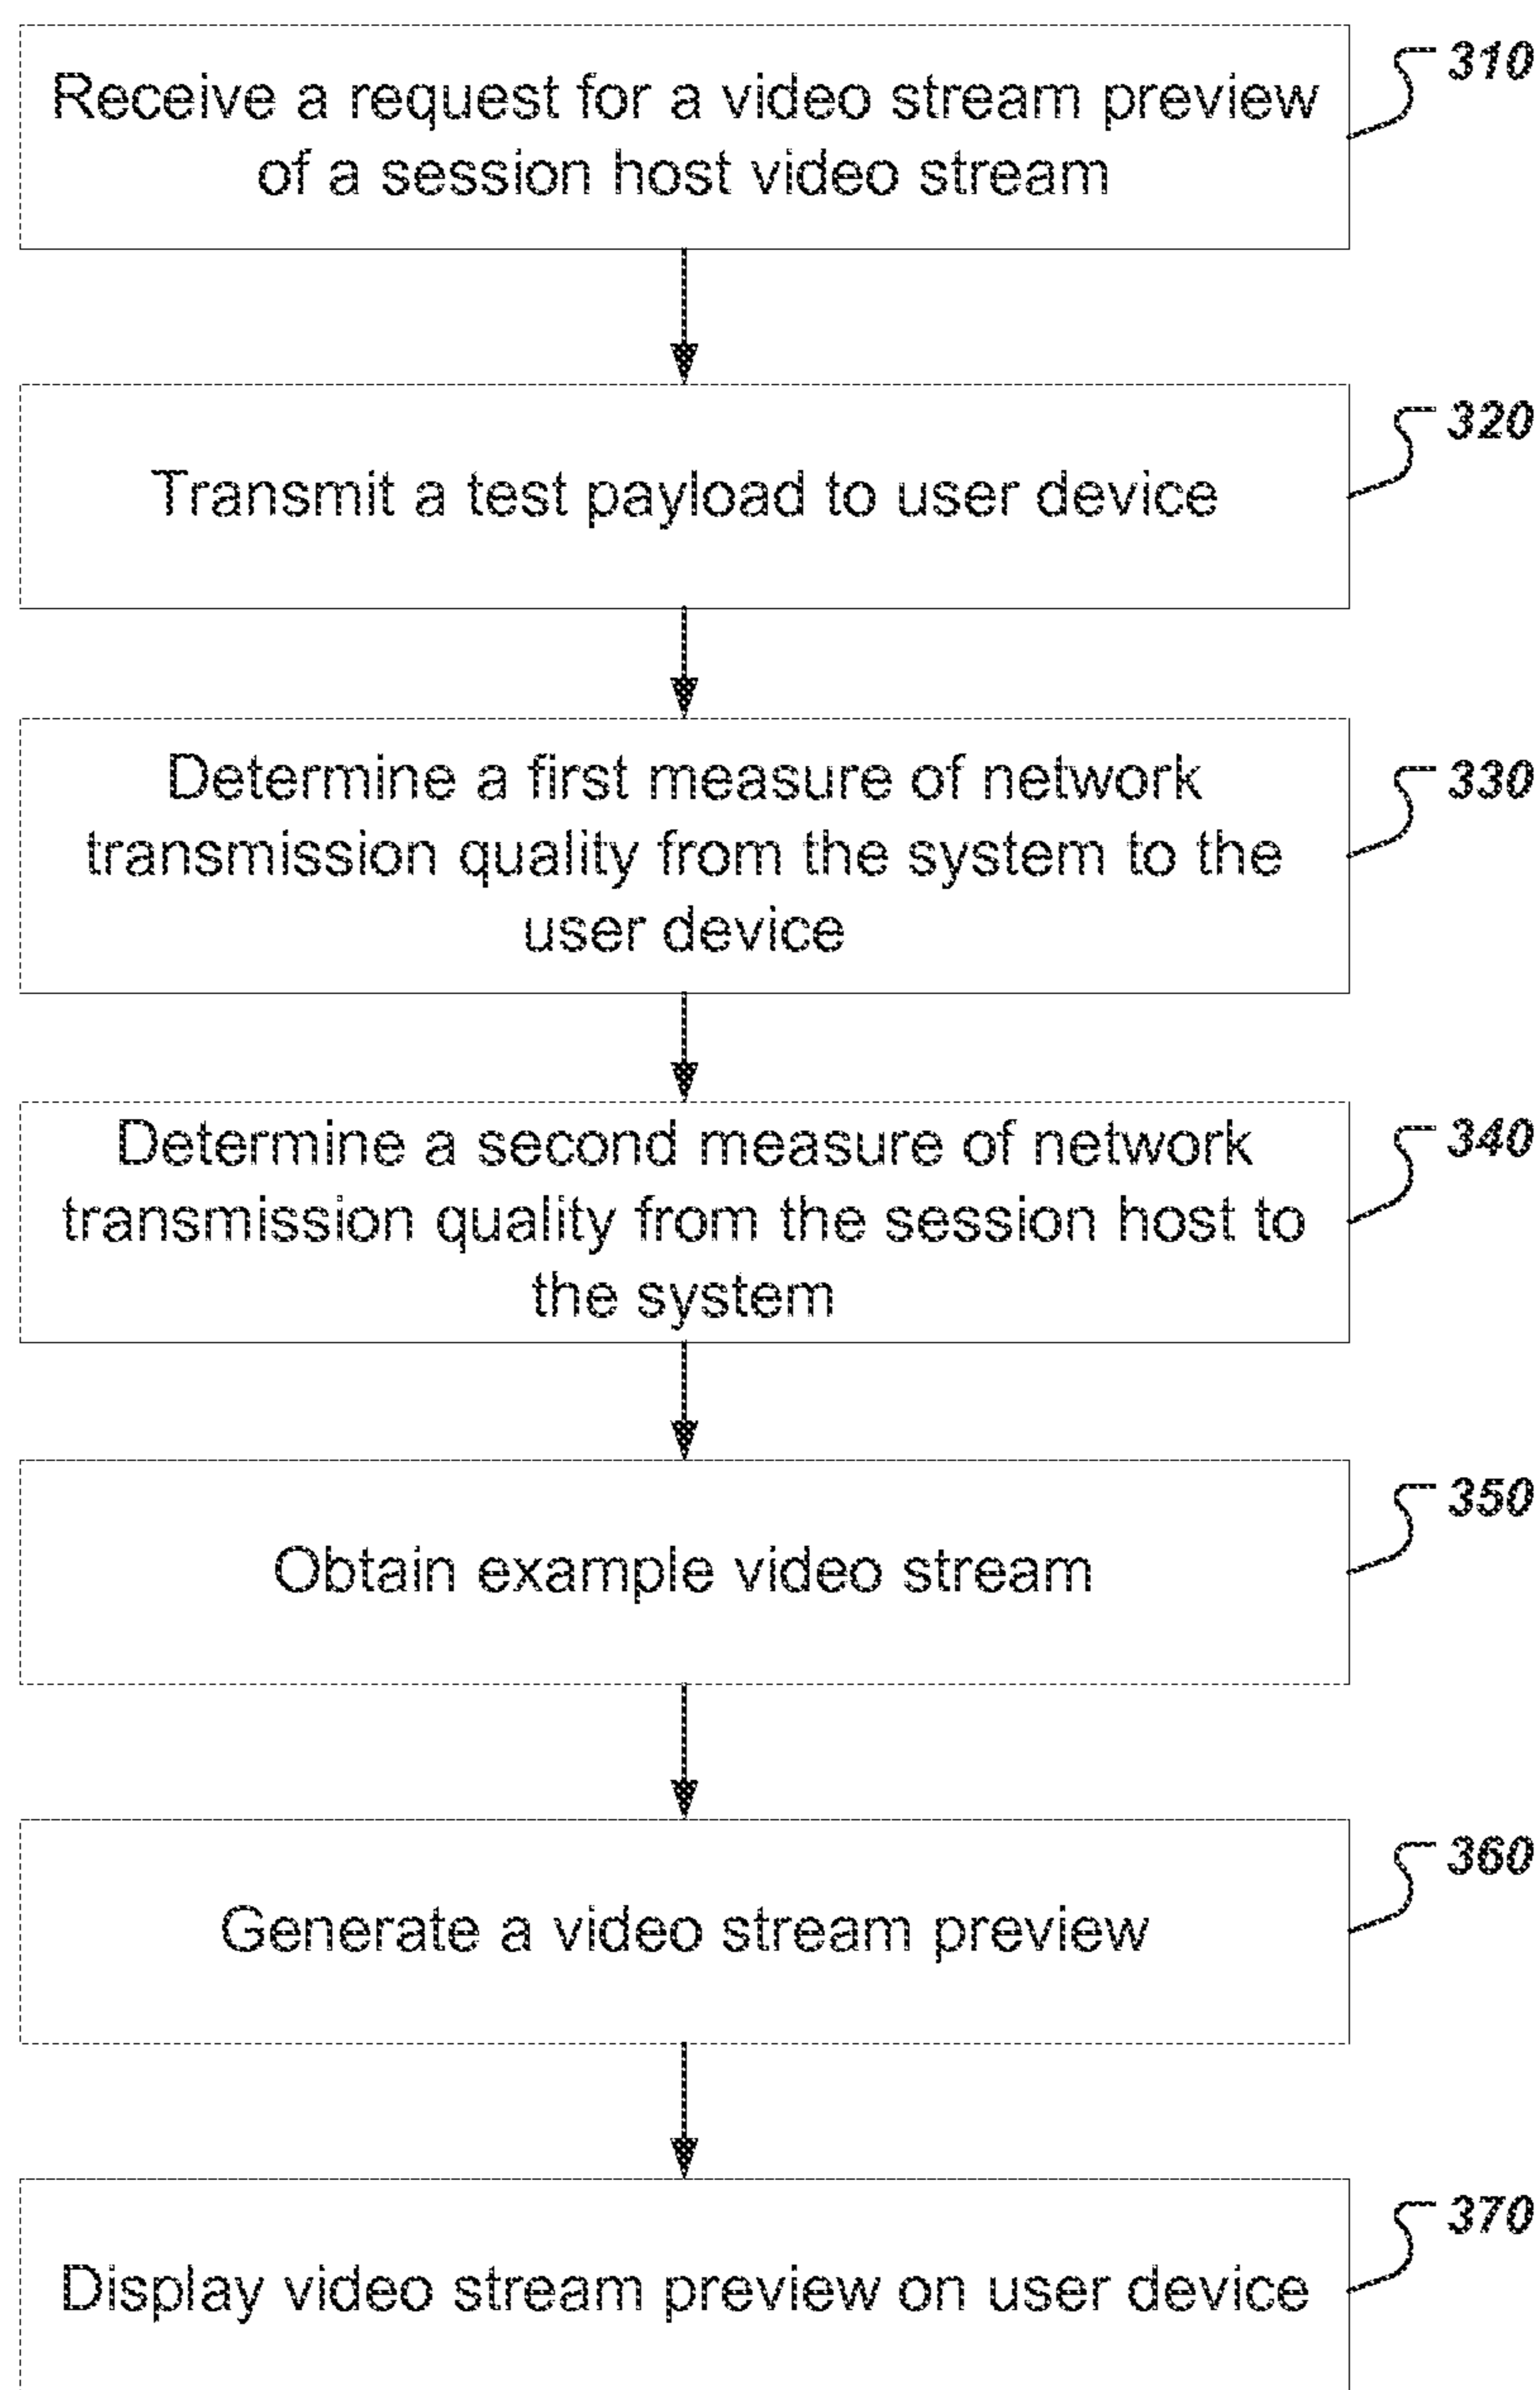 Receive a request for a video stream preview
of a session host video stream
310
Transmit a test payload to user device
320
Determine a first measure of network
transmission quality from the system to the
user device
330
Determine a second measure of network
transmission quality from the session host to
the system
340
Obtain example video stream
350
Generate a video stream preview
360
Display video stream preview on user device
370